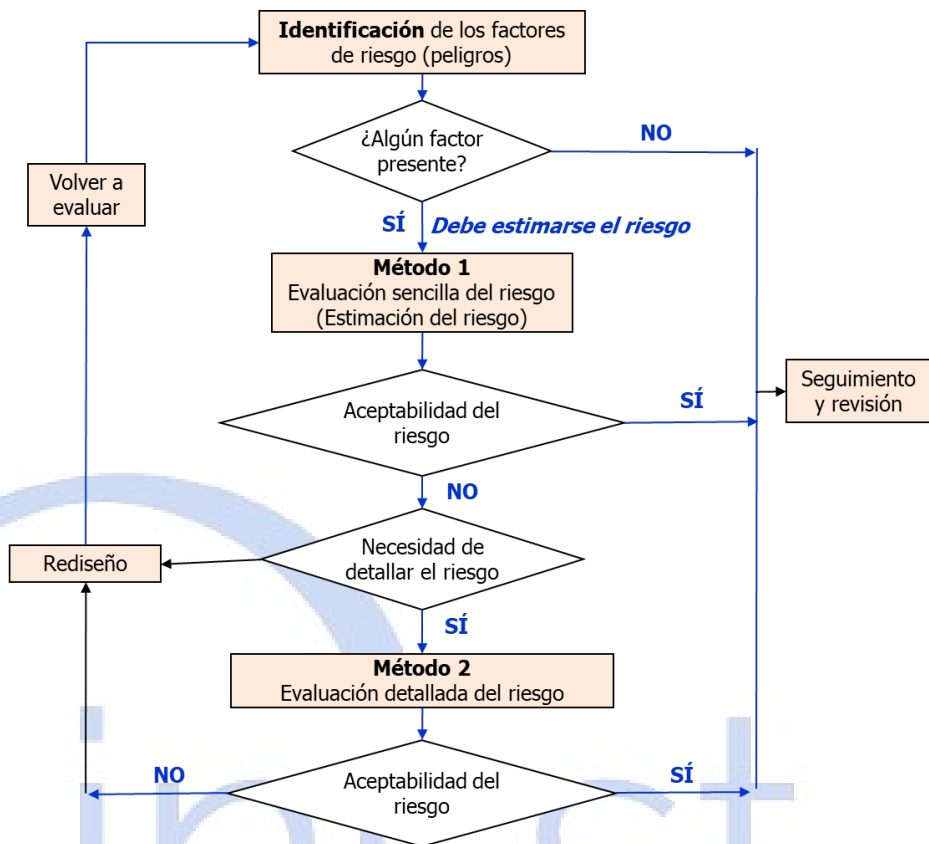 Identificación de los factores
de riesgo (peligros)
¿Algún factor
presente?
NO
Volver a
evaluar
SÍ
Debe estimarse el riesgo
Método 1
Evaluación sencilla del riesgo
(Estimación del riesgo)
Aceptabilidad del
riesgo
SÍ
Seguimiento
y revisión
NO
Necesidad de
detallar el riesgo
Rediseño
SÍ
Método 2
Evaluación detallada del riesgo
NO
Aceptabilidad del
riesgo
SÍ